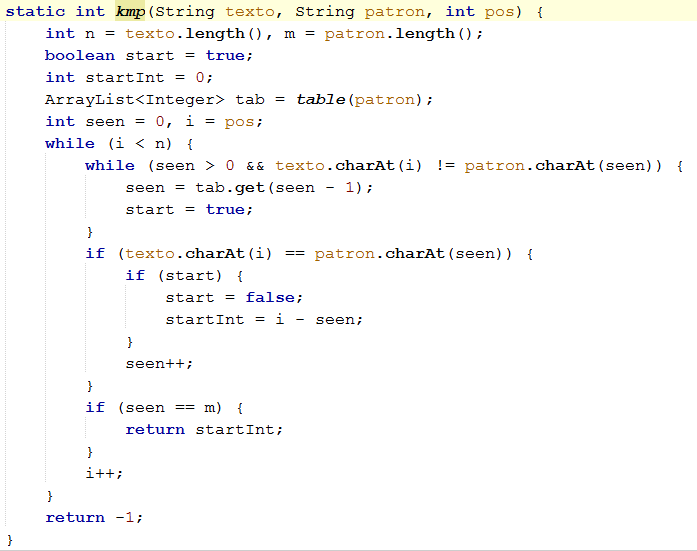 static int kmp(String texto, String patron, int pos) {
    int n = texto.length(), m = patron.length();
    boolean start = true;
    int startInt = 0;
    ArrayList<Integer> tab = table(patron);
    int seen = 0, i = pos;
    while (i < n) {
        while (seen > 0 && texto.charAt(i) != patron.charAt(seen)) {
            seen = tab.get(seen - 1);
            start = true;
        }
        if (texto.charAt(i) == patron.charAt(seen)) {
            if (start) {
                start = false;
                startInt = i - seen;
            }
            seen++;
        }
        if (seen == m) {
            return startInt;
        }
        i++;
    }
    return -1;
}